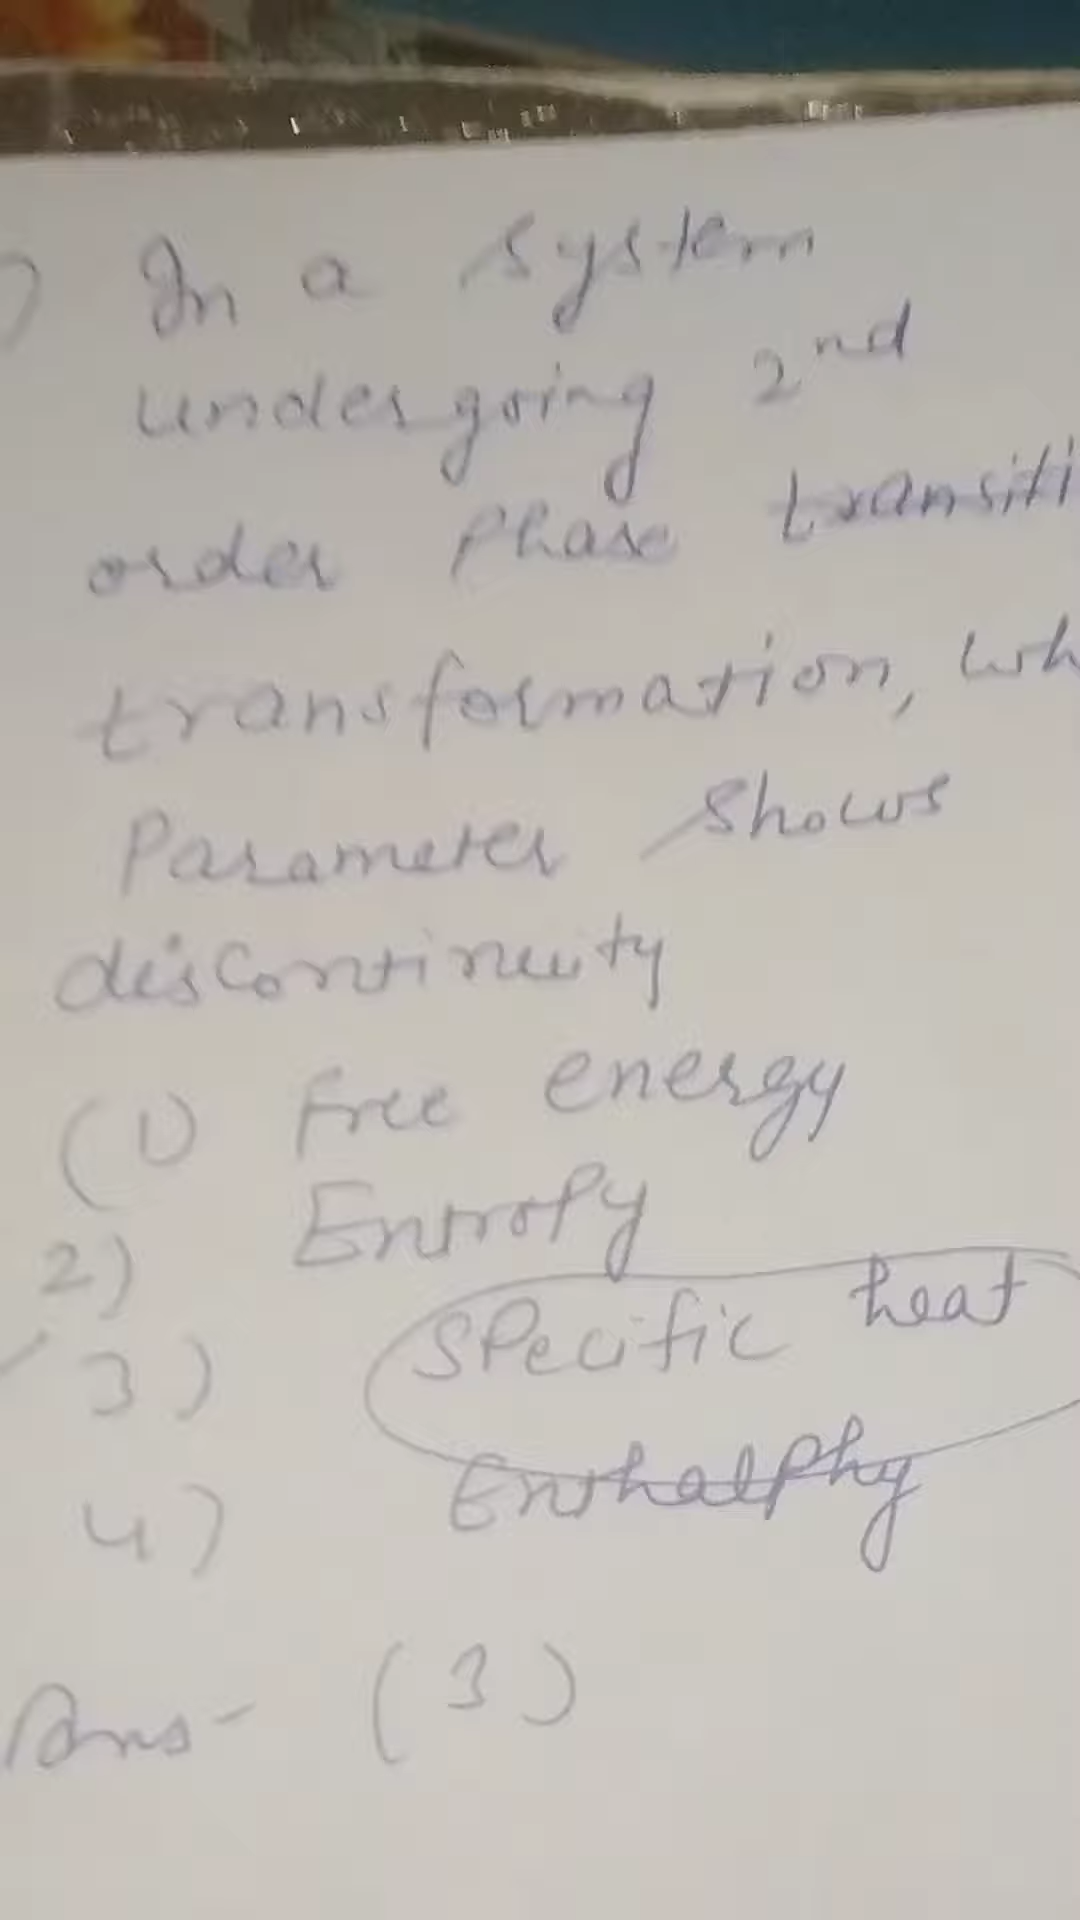 ) In a system
undergoing 2nd
order Phase transiti
transformation, wh
Parameter shows
discontinuity
(1) Free energy
2) Entropy
3) Specific heat
4) Enthalphy
Ans- (3)